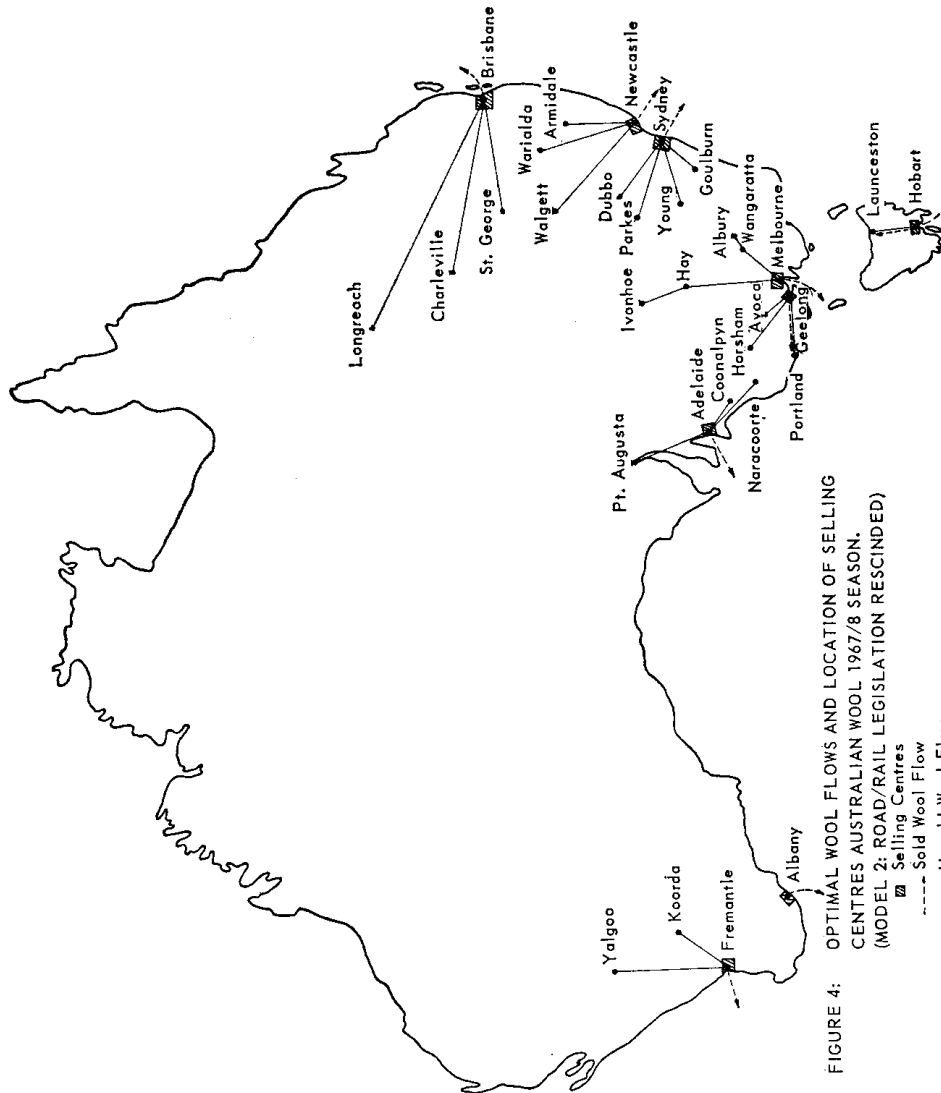 Longreach
Charleville
St. George
Brisbane
Warialda
Armidale
Walgett
Newcastle
Dubbo
Sydney
Parkes
Young
Goulburn
Albury
Wangaratta
Ivanhoe
Hay
Melbourne
Avoca
Horsham
Geelong
Portland
Coonalpyn
Adelaide
Naracoorte
Pt. Augusta
Launceston
Hobart
Yalgoo
Koorda
Fremantle
Albany
FIGURE 4: OPTIMAL WOOL FLOWS AND LOCATION OF SELLING
CENTRES AUSTRALIAN WOOL 1967/8 SEASON.
(MODEL 2: ROAD/RAIL LEGISLATION RESCINDED)
Selling Centres
Sold Wool Flow